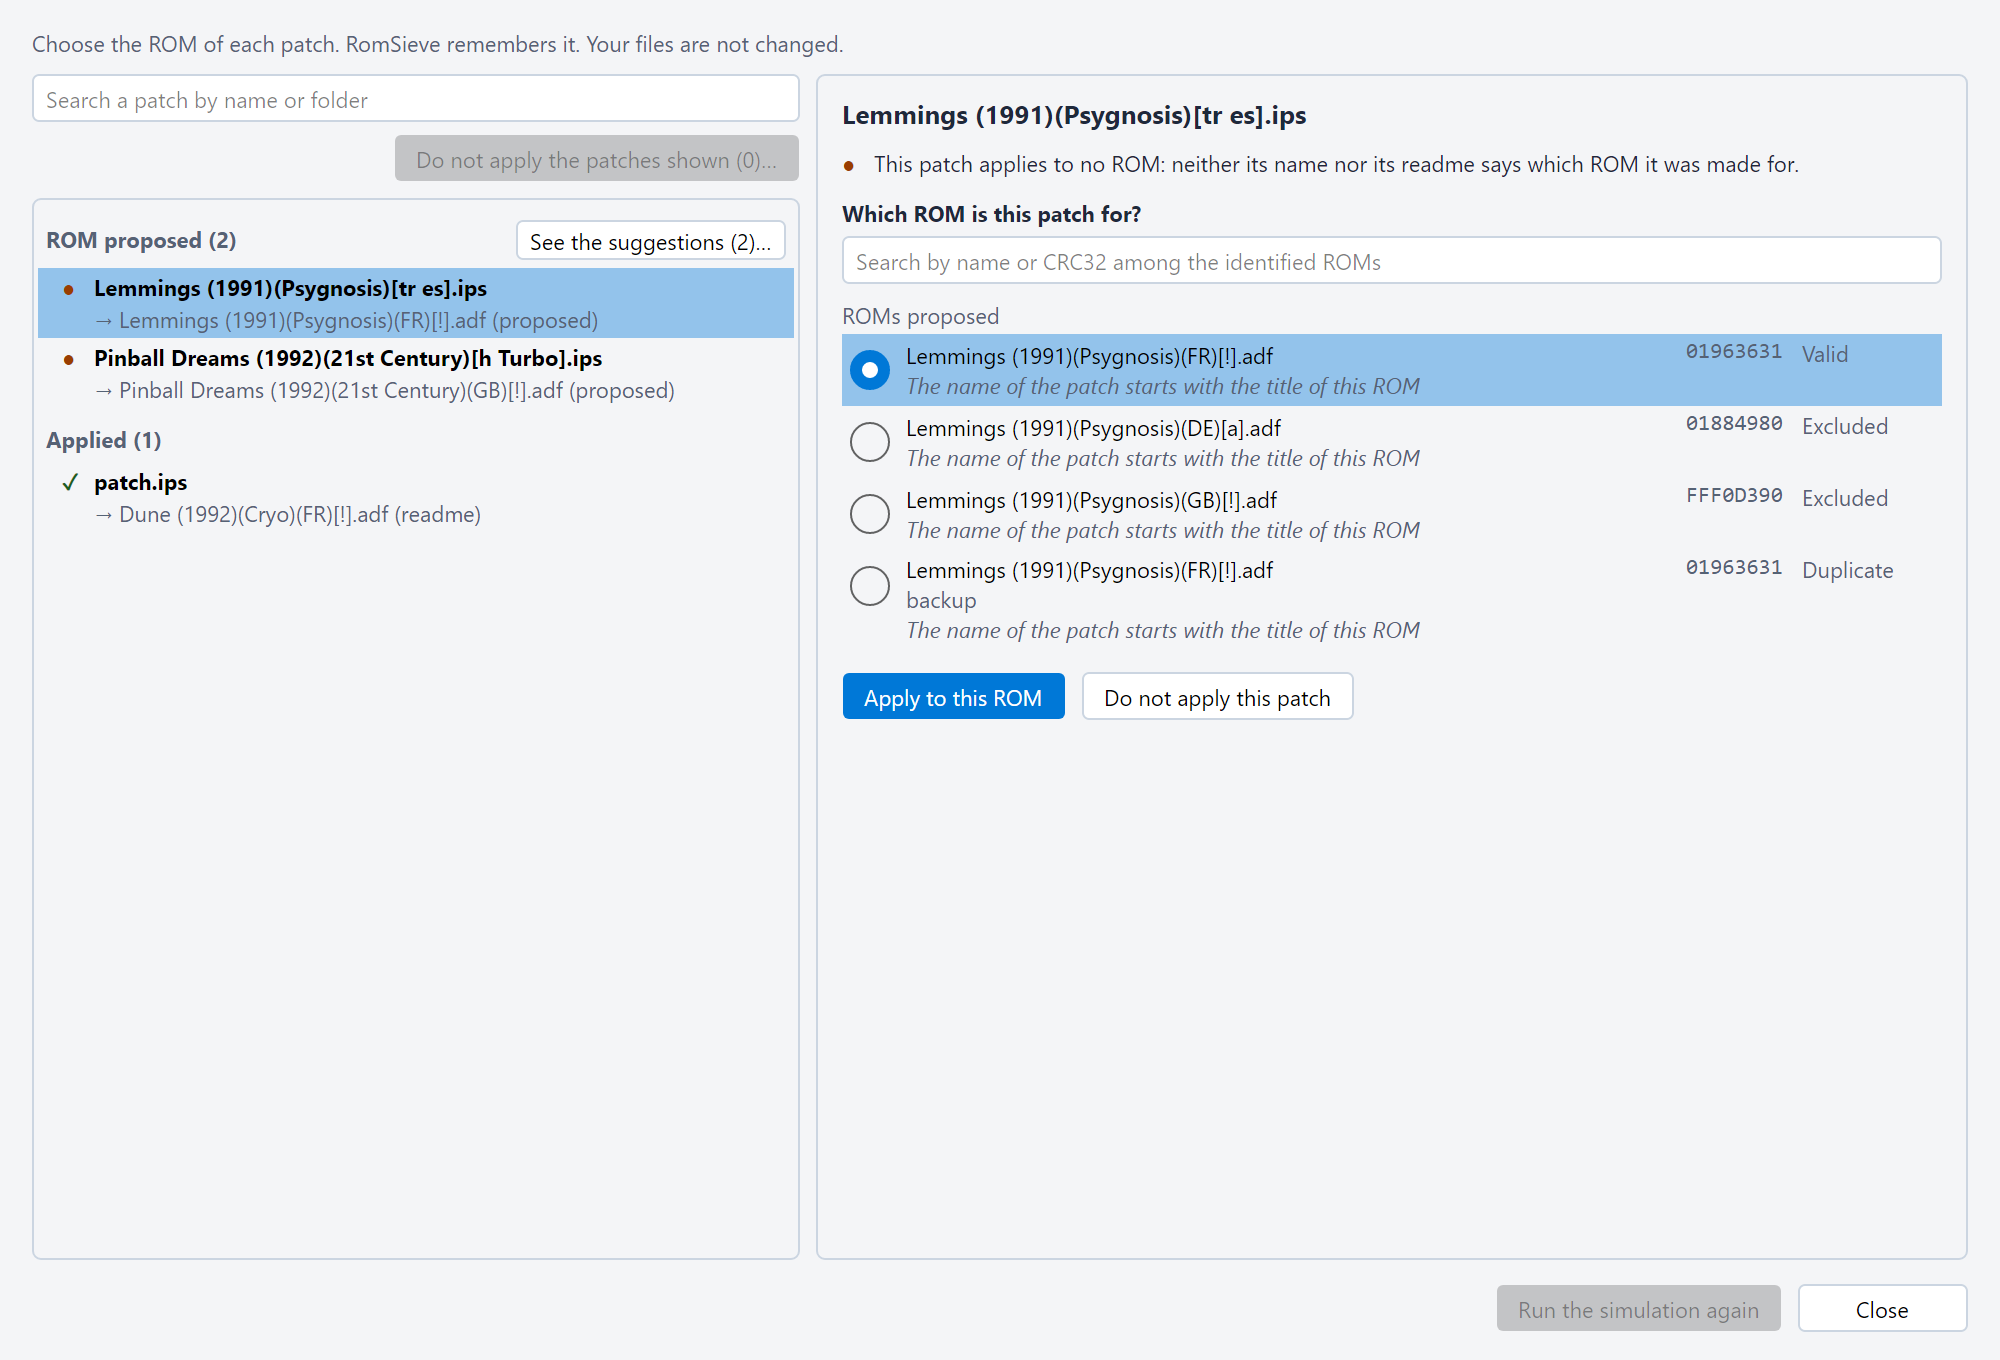 Choose the ROM of each patch. RomSieve remembers it. Your files are not changed.
Search a patch by name or folder
Do not apply the patches shown (0)...
ROM proposed (2)
See the suggestions (2)...
Lemmings (1991)(Psygnosis)[tr es].ips
→ Lemmings (1991)(Psygnosis)(FR)[!].adf (proposed)
Pinball Dreams (1992)(21st Century)[h Turbo].ips
→ Pinball Dreams (1992)(21st Century)(GB)[!].adf (proposed)
Applied (1)
✓ patch.ips
→ Dune (1992)(Cryo)(FR)[!].adf (readme)
Lemmings (1991)(Psygnosis)[tr es].ips
This patch applies to no ROM: neither its name nor its readme says which ROM it was made for.
Which ROM is this patch for?
Search by name or CRC32 among the identified ROMs
ROMs proposed
Lemmings (1991)(Psygnosis)(FR)[!].adf 01963631 Valid
The name of the patch starts with the title of this ROM
Lemmings (1991)(Psygnosis)(DE)[a].adf 01884980 Excluded
The name of the patch starts with the title of this ROM
Lemmings (1991)(Psygnosis)(GB)[!].adf FFF0D390 Excluded
The name of the patch starts with the title of this ROM
Lemmings (1991)(Psygnosis)(FR)[!].adf 01963631 Duplicate
backup
The name of the patch starts with the title of this ROM
Apply to this ROM
Do not apply this patch
Run the simulation again
Close